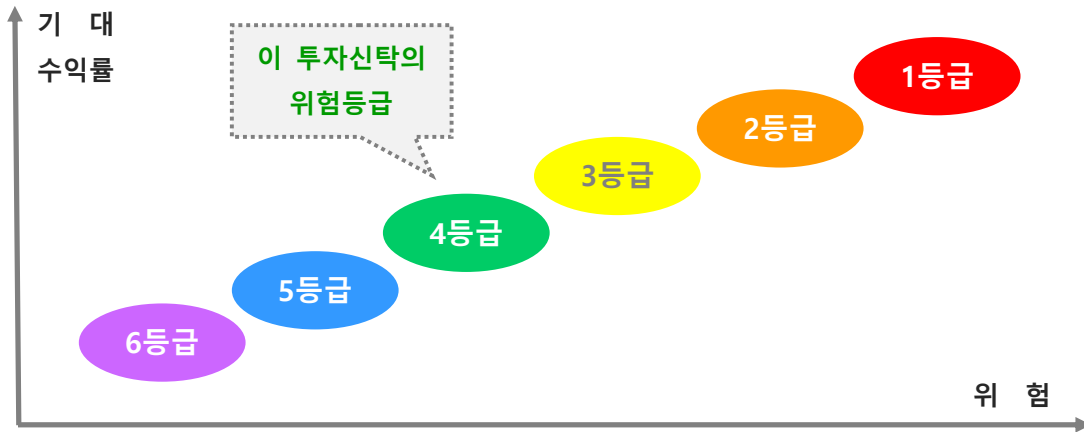 기 대
수익률
이 투자신탁의
위험등급
1등급
2등급
3등급
4등급
5등급
6등급
위 험